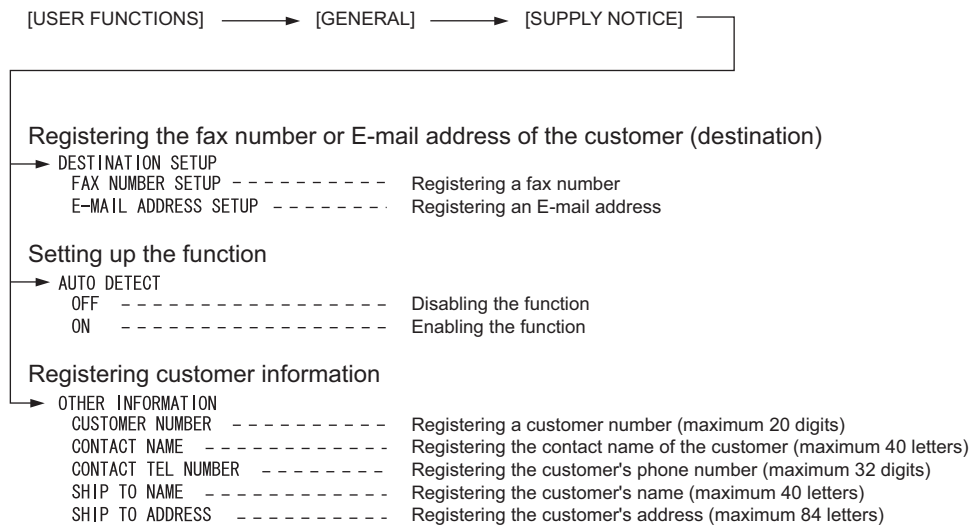 [USER FUNCTIONS] [GENERAL] [SUPPLY NOTICE]
Registering the fax number or E-mail address of the customer (destination)
DESTINATION SETUP
FAX NUMBER SETUP Registering a fax number
E-MAIL ADDRESS SETUP Registering an E-mail address
Setting up the function
AUTO DETECT
OFF Disabling the function
ON Enabling the function
Registering customer information
OTHER INFORMATION
CUSTOMER NUMBER Registering a customer number (maximum 20 digits)
CONTACT NAME Registering the contact name of the customer (maximum 40 letters)
CONTACT TEL NUMBER Registering the customer's phone number (maximum 32 digits)
SHIP TO NAME Registering the customer's name (maximum 40 letters)
SHIP TO ADDRESS Registering the customer's address (maximum 84 letters)